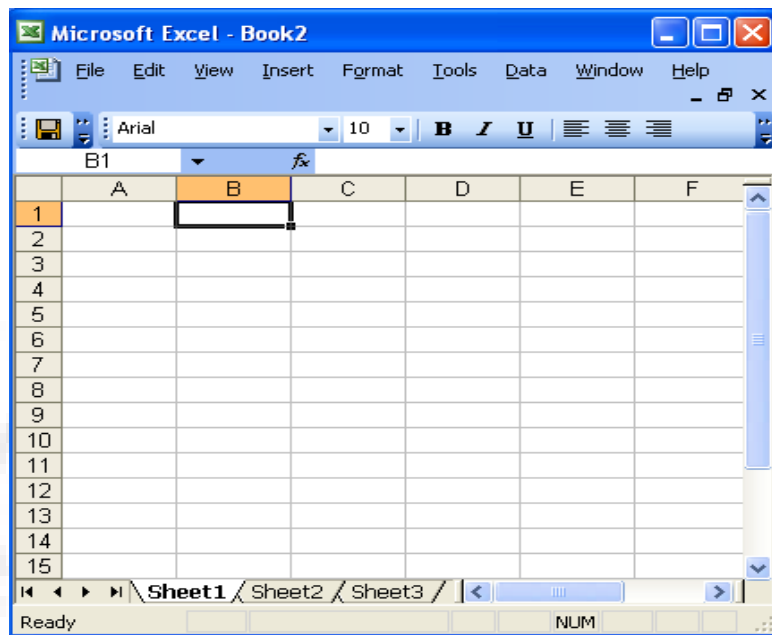 Microsoft Excel - Book2
File Edit View Insert Format Tools Data Window Help
Arial 10 B I U
B1 fx
A B C D E F
1
2
3
4
5
6
7
8
9
10
11
12
13
14
15
Sheet1 Sheet2 Sheet3
Ready NUM